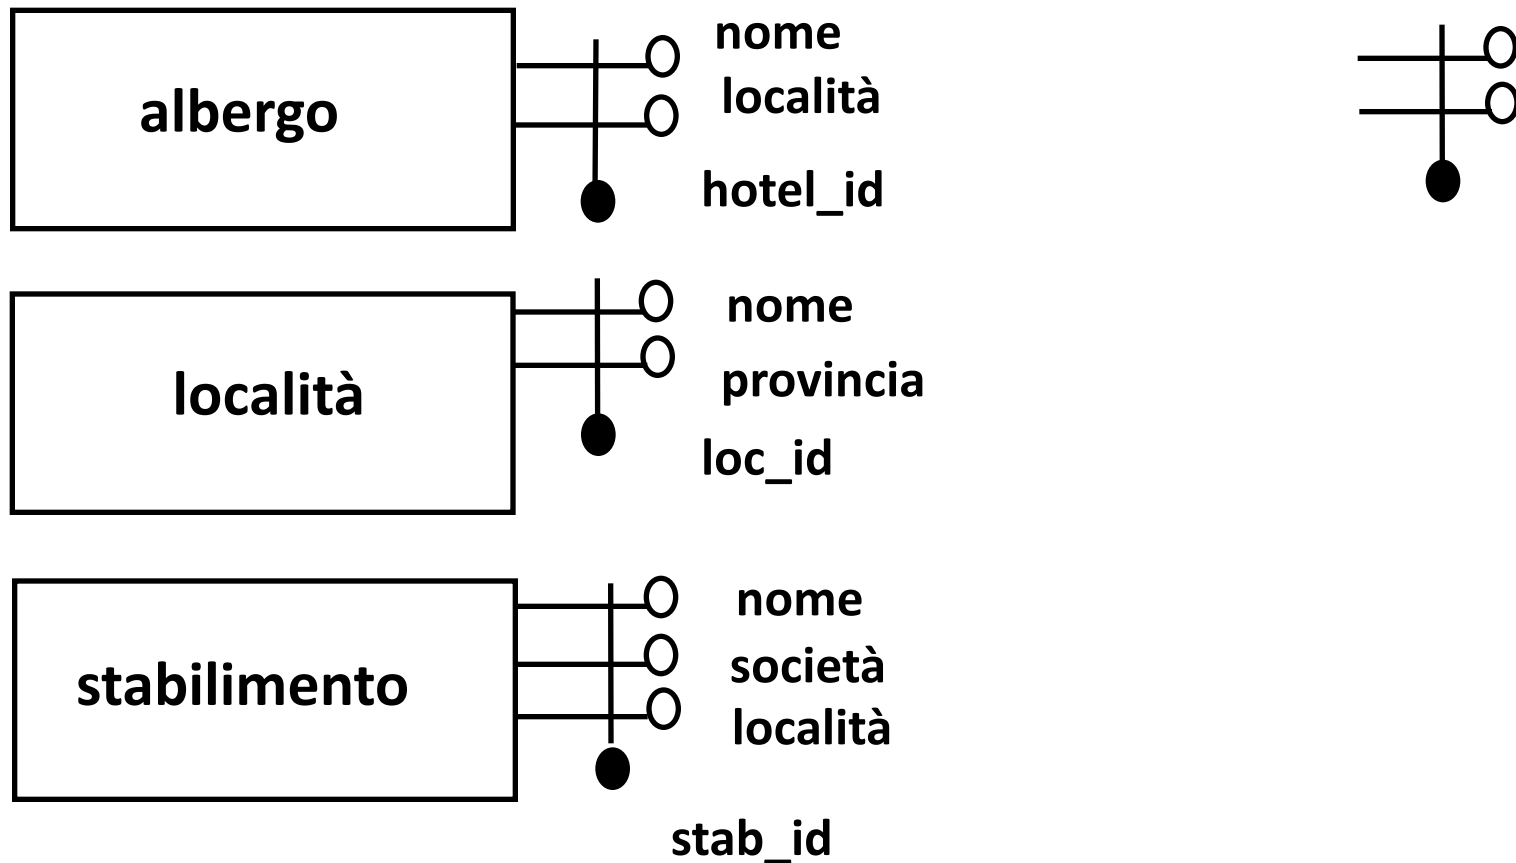 albergo
nome
località
hotel_id
località
nome
provincia
loc_id
stabilimento
nome
società
località
stab_id